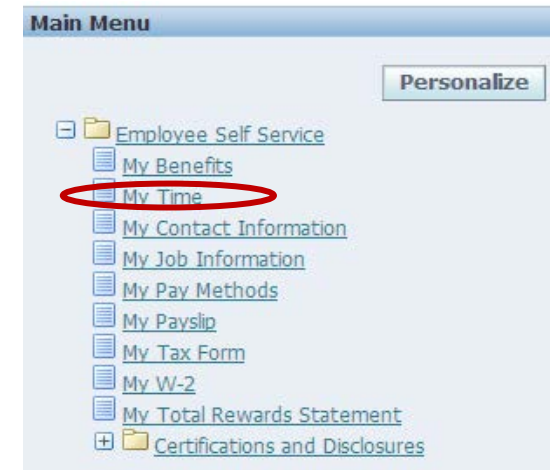 Main Menu
Personalize
Employee Self Service
My Benefits
My Time
My Contact Information
My Job Information
My Pay Methods
My Payslip
My Tax Form
My W-2
My Total Rewards Statement
Certifications and Disclosures